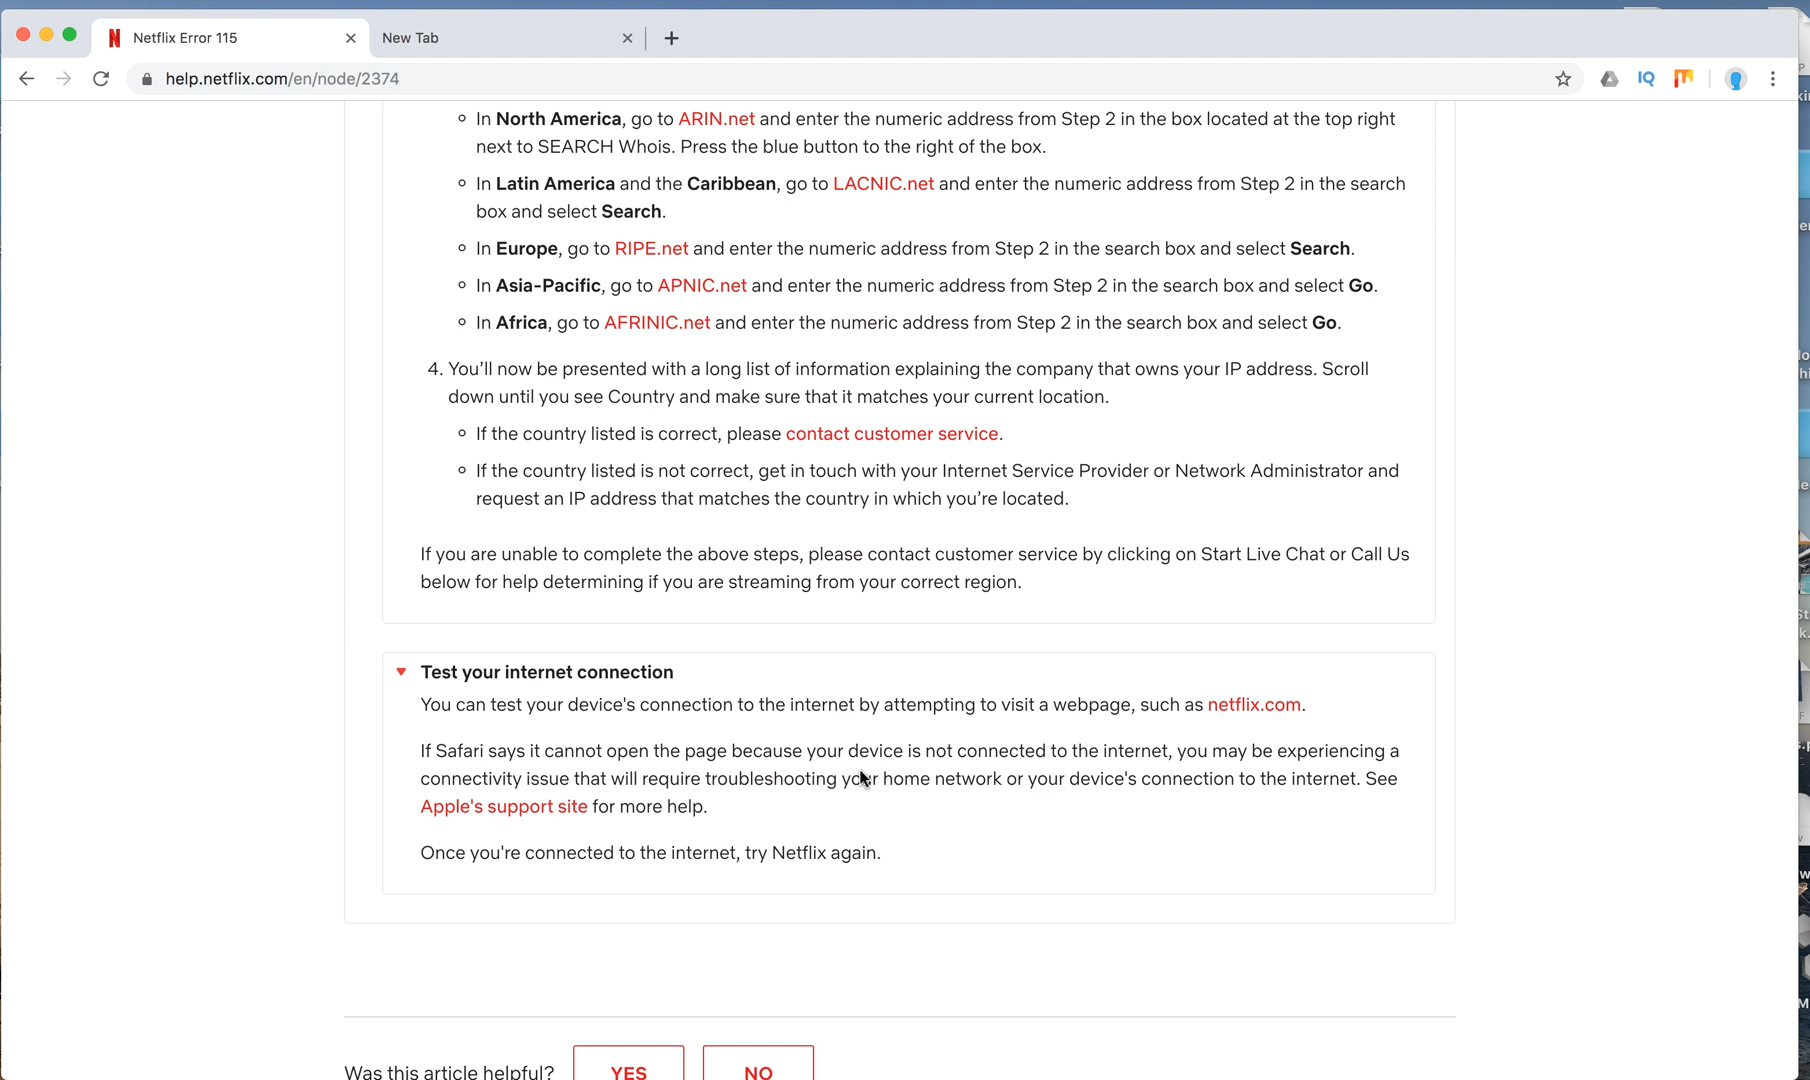 Netflix Error 115
New Tab
help.netflix.com/en/node/2374
IQ
In North America, go to ARIN.net and enter the numeric address from Step 2 in the box located at the top right
next to SEARCH Whois. Press the blue button to the right of the box.
In Latin America and the Caribbean, go to LACNIC.net and enter the numeric address from Step 2 in the search
box and select Search.
In Europe, go to RIPE.net and enter the numeric address from Step 2 in the search box and select Search.
In Asia-Pacific, go to APNIC.net and enter the numeric address from Step 2 in the search box and select Go.
In Africa, go to AFRINIC.net and enter the numeric address from Step 2 in the search box and select Go.
4. You’ll now be presented with a long list of information explaining the company that owns your IP address. Scroll
down until you see Country and make sure that it matches your current location.
If the country listed is correct, please contact customer service.
If the country listed is not correct, get in touch with your Internet Service Provider or Network Administrator and
request an IP address that matches the country in which you’re located.
If you are unable to complete the above steps, please contact customer service by clicking on Start Live Chat or Call Us
below for help determining if you are streaming from your correct region.
Test your internet connection
You can test your device's connection to the internet by attempting to visit a webpage, such as netflix.com.
If Safari says it cannot open the page because your device is not connected to the internet, you may be experiencing a
connectivity issue that will require troubleshooting your home network or your device's connection to the internet. See
Apple's support site for more help.
Once you're connected to the internet, try Netflix again.
Was this article helpful?
YES
NO